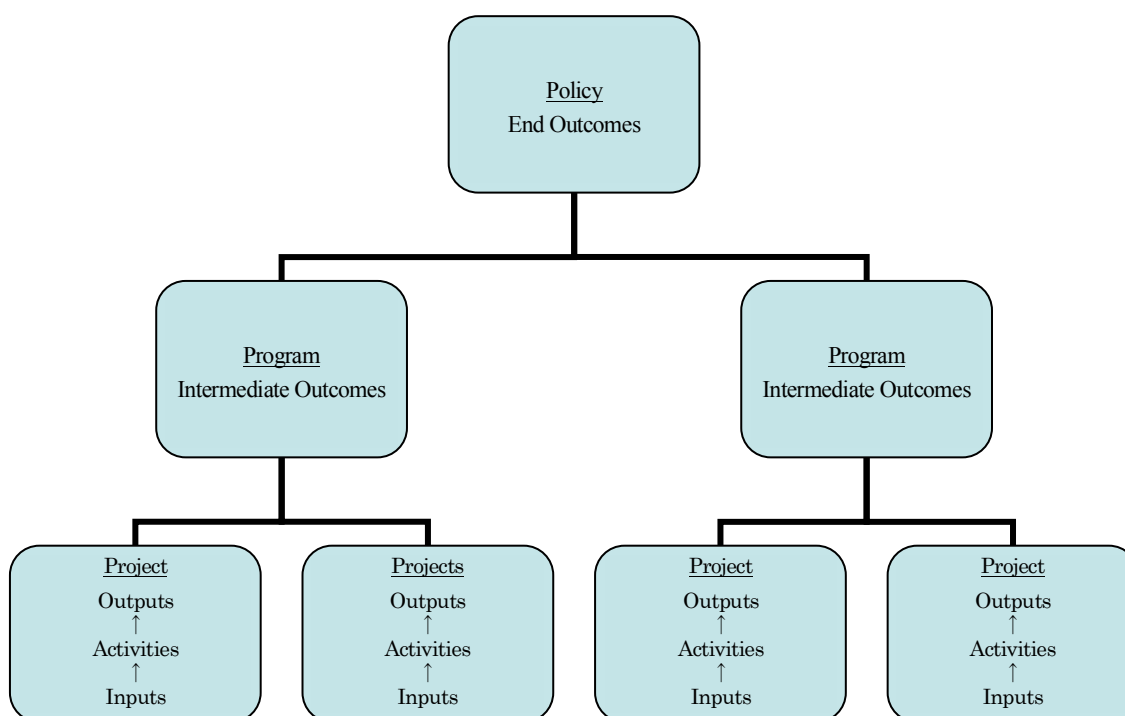 Policy
End Outcomes
Program
Intermediate Outcomes
Program
Intermediate Outcomes
Project
Outputs
↑
Activities
↑
Inputs
Projects
Outputs
↑
Activities
↑
Inputs
Project
Outputs
↑
Activities
↑
Inputs
Project
Outputs
↑
Activities
↑
Inputs